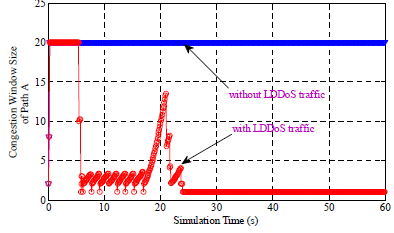 25
20
15
10
5
0
Congestion Window Size
of Path A
without LDDoS traffic
with LDDoS traffic
0 10 20 30 40 50 60
Simulation Time (s)